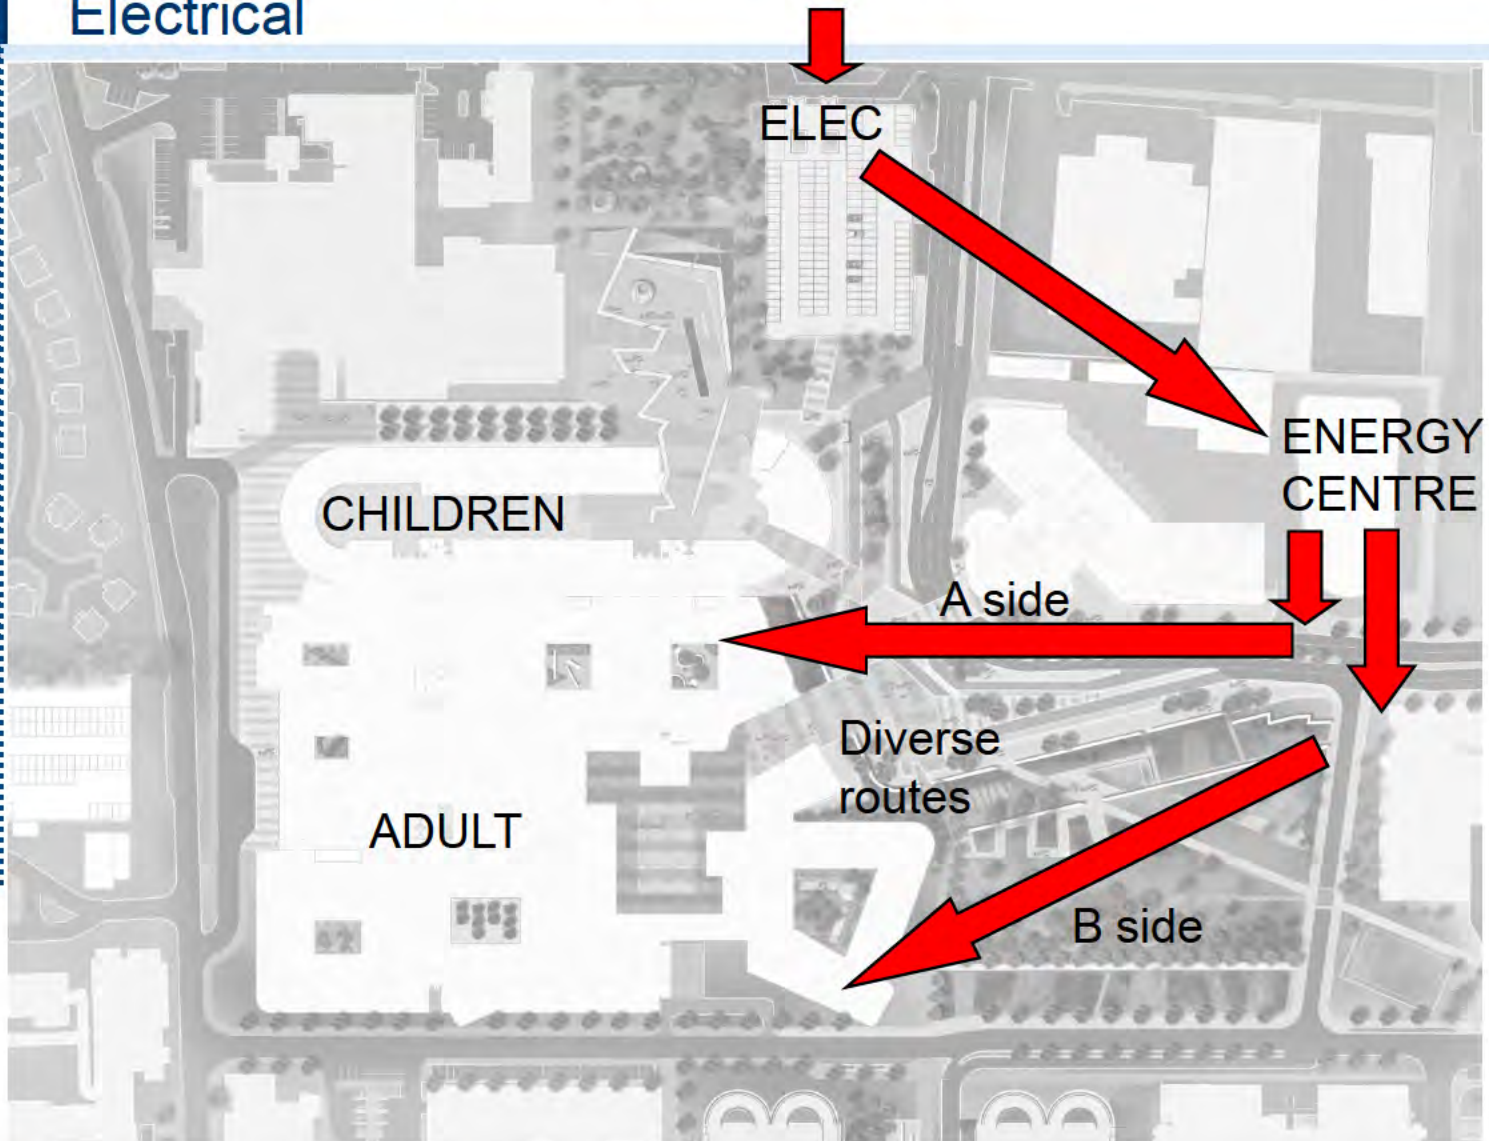 Electrical
ELEC
ENERGY
CENTRE
CHILDREN
A side
Diverse
routes
ADULT
B side